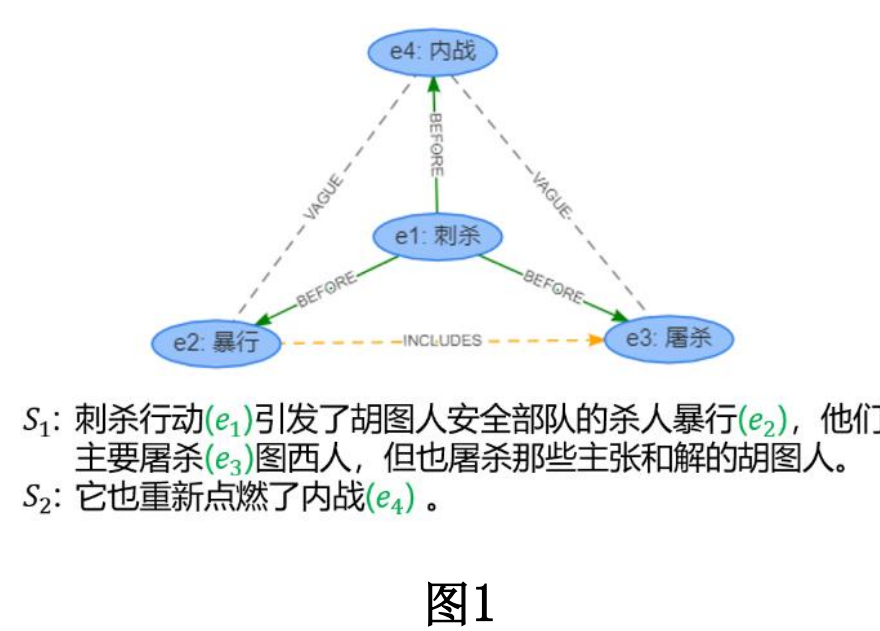 e4: 内战
BEFORE
VAGUE
VAGUE
e1: 刺杀
BEFORE
BEFORE
e2: 暴行
INCLUDES
e3: 屠杀
S₁: 刺杀行动(e₁)引发了胡图人安全部队的杀人暴行(e₂)，他们
主要屠杀(e₃)图西人，但也屠杀那些主张和解的胡图人。
S₂: 它也重新点燃了内战(e₄) 。
图1